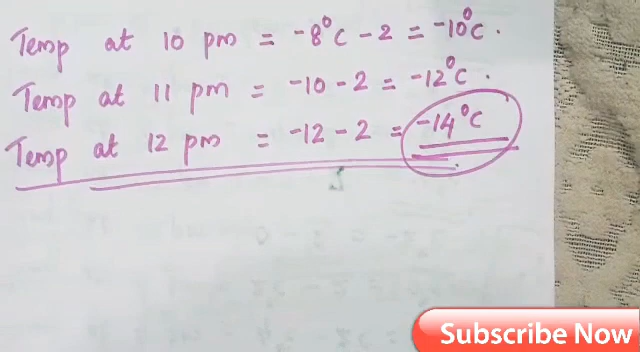 Temp at 10 pm = -8°C - 2 = -10°C.
Temp at 11 pm = -10 - 2 = -12°C.
Temp at 12 pm = -12 - 2 = -14°C
Subscribe Now